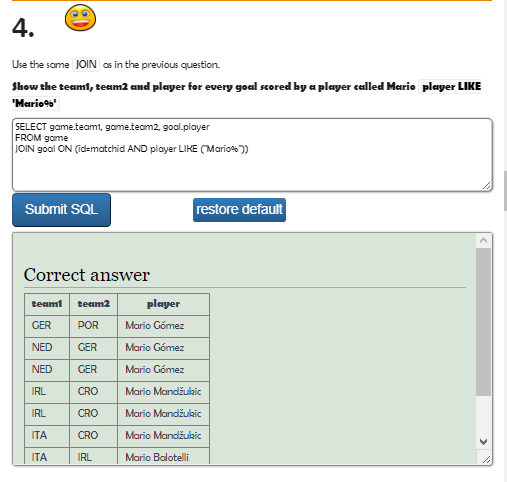 4.
Use the same JOIN as in the previous question.
Show the team1, team2 and player for every goal scored by a player called Mario player LIKE
'Mario%'
SELECT game.team1, game.team2, goal.player
FROM game
JOIN goal ON (id=matchid AND player LIKE ("Mario%"))
Submit SQL
restore default
Correct answer
team1 team2 player
GER POR Mario Gómez
NED GER Mario Gómez
NED GER Mario Gómez
IRL CRO Mario Mandžukic
IRL CRO Mario Mandžukic
ITA CRO Mario Mandžukic
ITA IRL Mario Balotelli